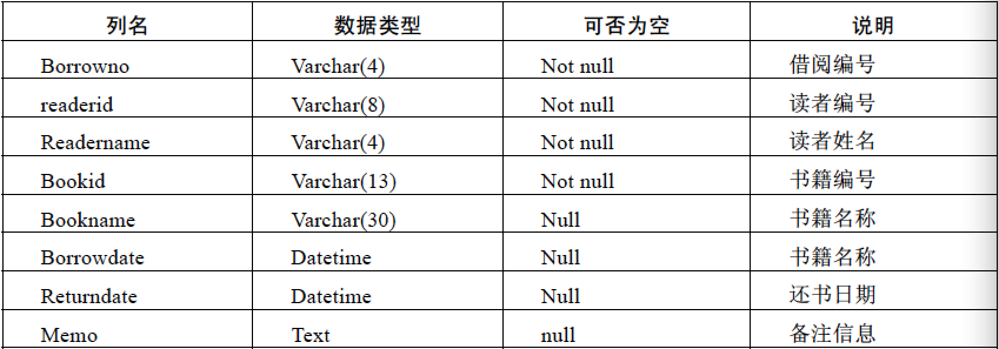 列名 数据类型 可否为空 说明
Borrowno Varchar(4) Not null 借阅编号
readerid Varchar(8) Not null 读者编号
Readername Varchar(4) Not null 读者姓名
Bookid Varchar(13) Not null 书籍编号
Bookname Varchar(30) Null 书籍名称
Borrowdate Datetime Null 书籍名称
Returndate Datetime Null 还书日期
Memo Text null 备注信息